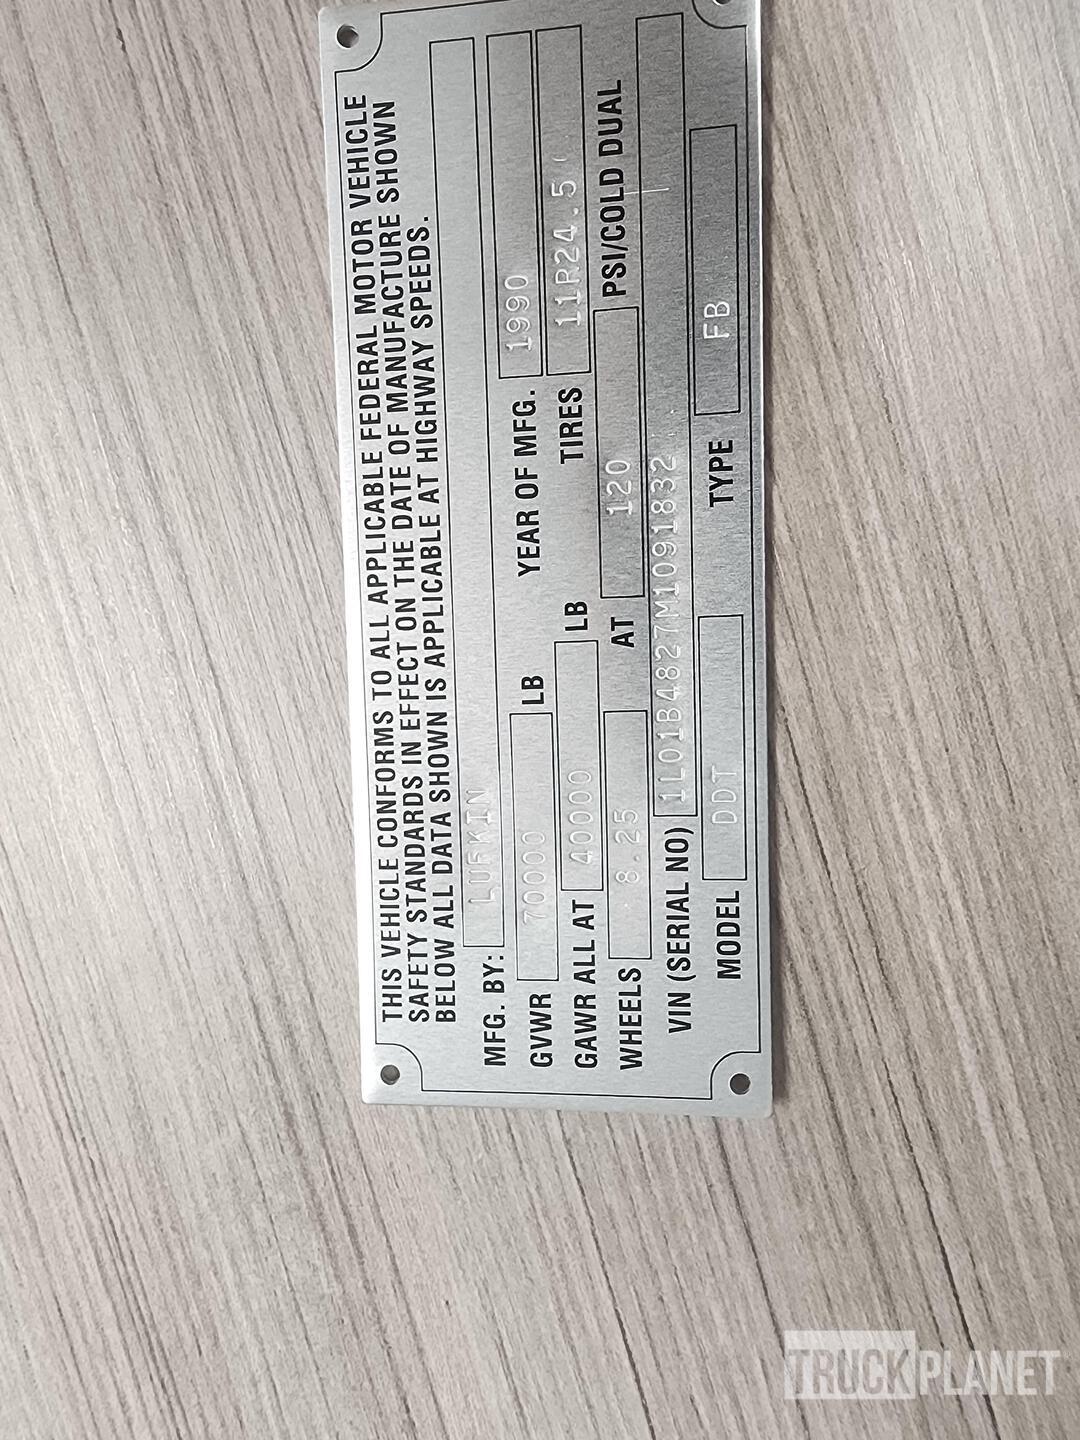 THIS VEHICLE CONFORMS TO ALL APPLICABLE FEDERAL MOTOR VEHICLE
SAFETY STANDARDS IN EFFECT ON THE DATE OF MANUFACTURE SHOWN
BELOW ALL DATA SHOWN IS APPLICABLE AT HIGHWAY SPEEDS.
MFG. BY: LUFKIN
GVWR 70000 LB YEAR OF MFG. 1990
GAWR ALL AT 40000 LB TIRES 11R24.5
WHEELS 8.25 AT 120 PSI/COLD DUAL
VIN (SERIAL NO) 1L01B4827M1091832
MODEL DDT TYPE FB
TRUCKPLANET